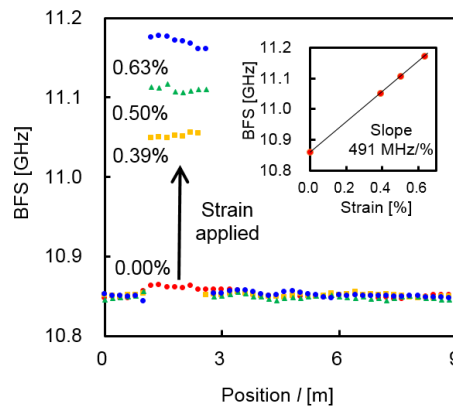 11.2
11.1
11.0
10.9
10.8
BFS [GHz]
0.63%
0.50%
0.39%
0.00%
Strain
applied
11.2
11.1
11.0
10.9
10.8
BFS [GHz]
Slope
491 MHz/%
0.0 0.2 0.4 0.6
Strain [%]
0 3 6 9
Position l [m]